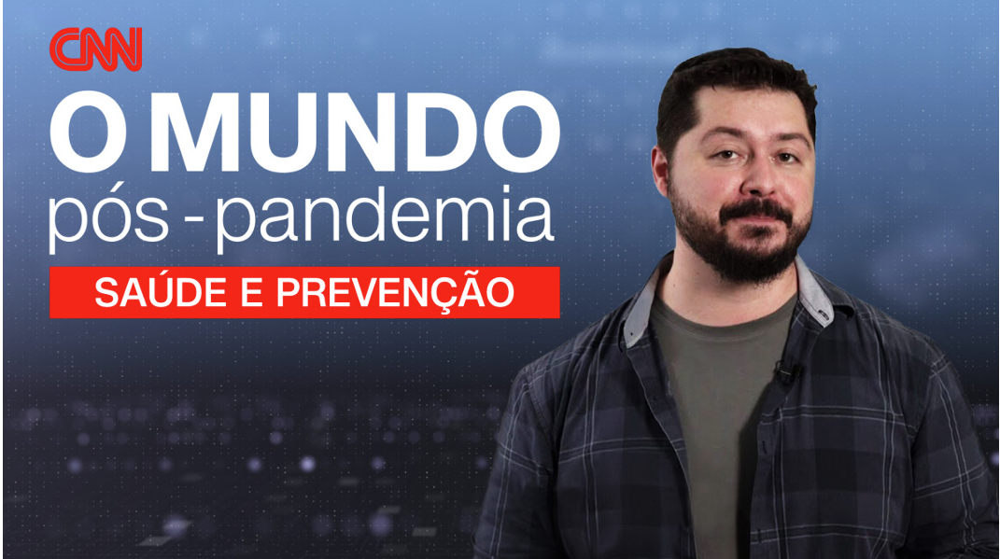 CNN
O MUNDO
pós-pandemia
SAÚDE E PREVENÇÃO